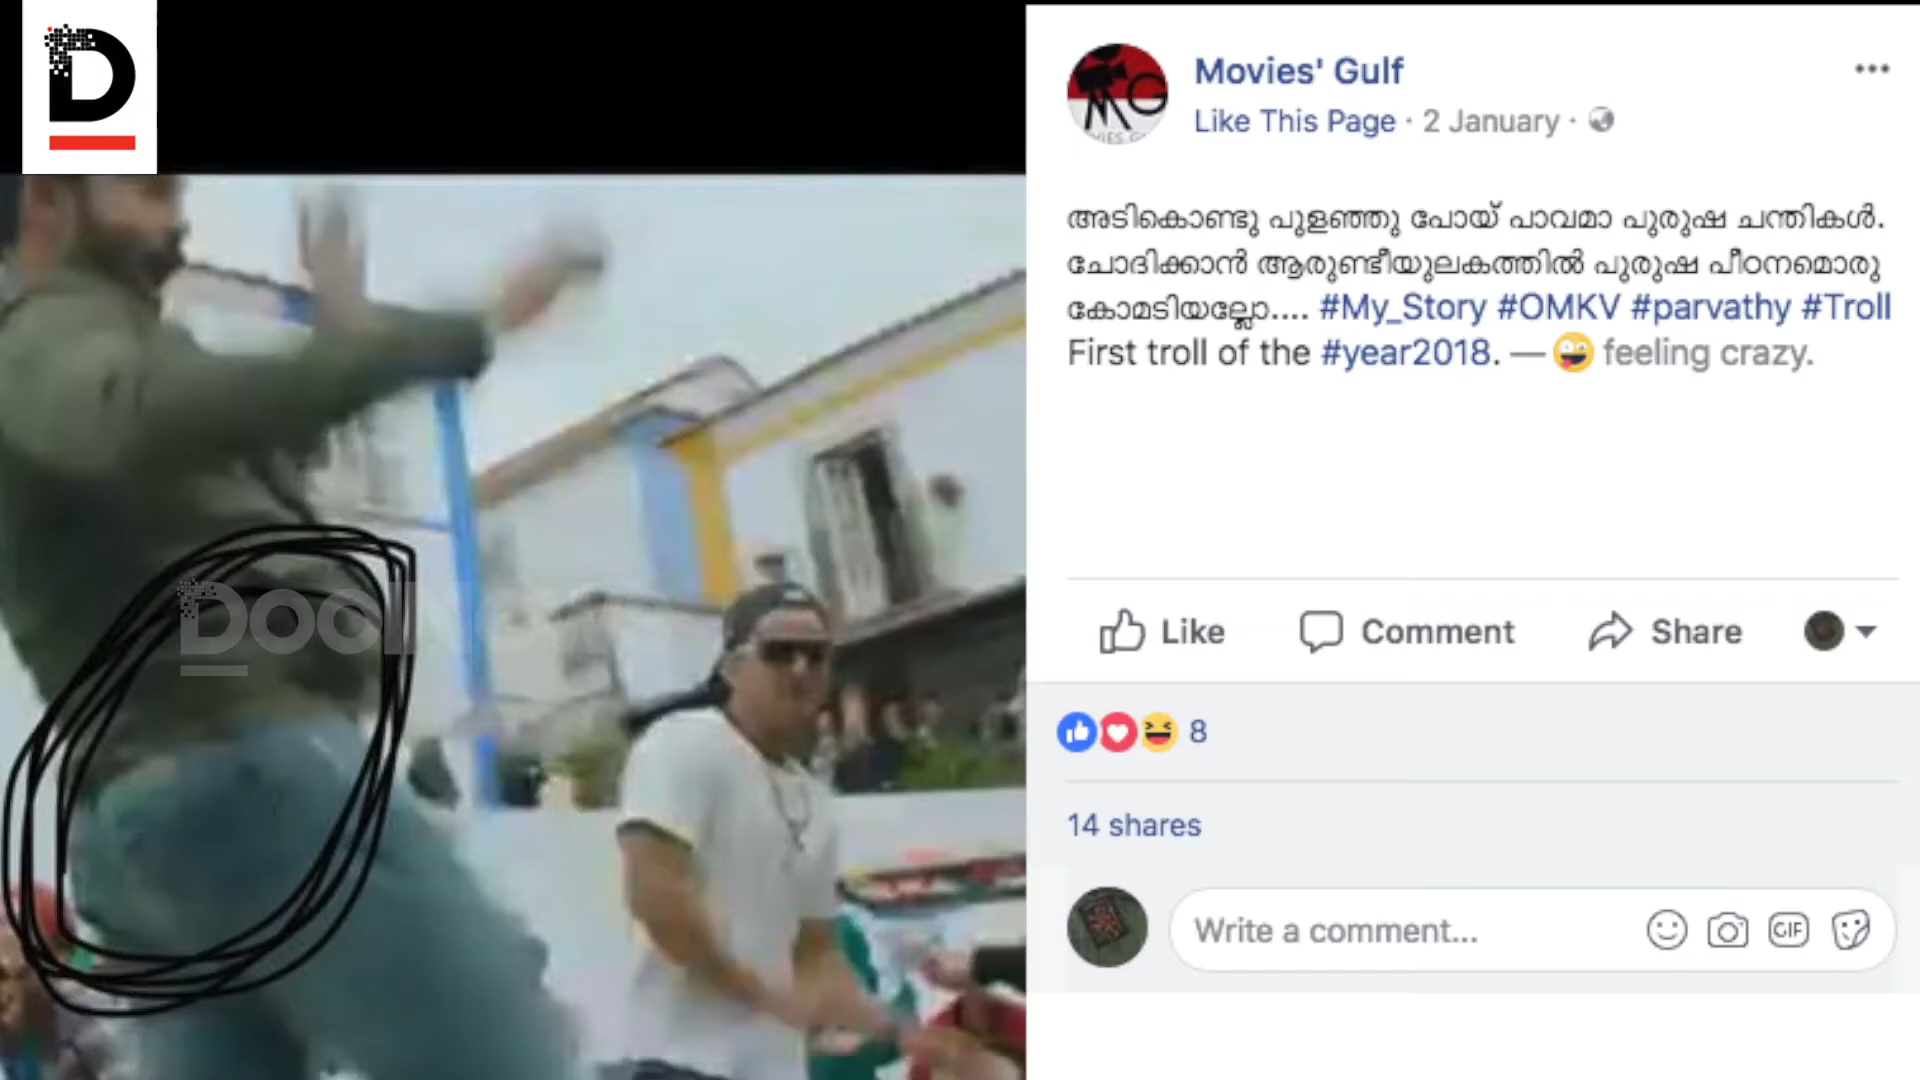 D
Movies' Gulf
Like This Page · 2 January ·
അടികൊണ്ടു പുളഞ്ഞു പോയ് പാവമാ പുരുഷ ചന്തികൾ.
ചോദിക്കാൻ ആരുണ്ടീയുലകത്തിൽ പുരുഷ പീഠനമൊരു
കോമടിയല്ലോ.... #My_Story #OMKV #parvathy #Troll
First troll of the #year2018. — feeling crazy.
Like Comment Share
8
14 shares
Write a comment... GIF